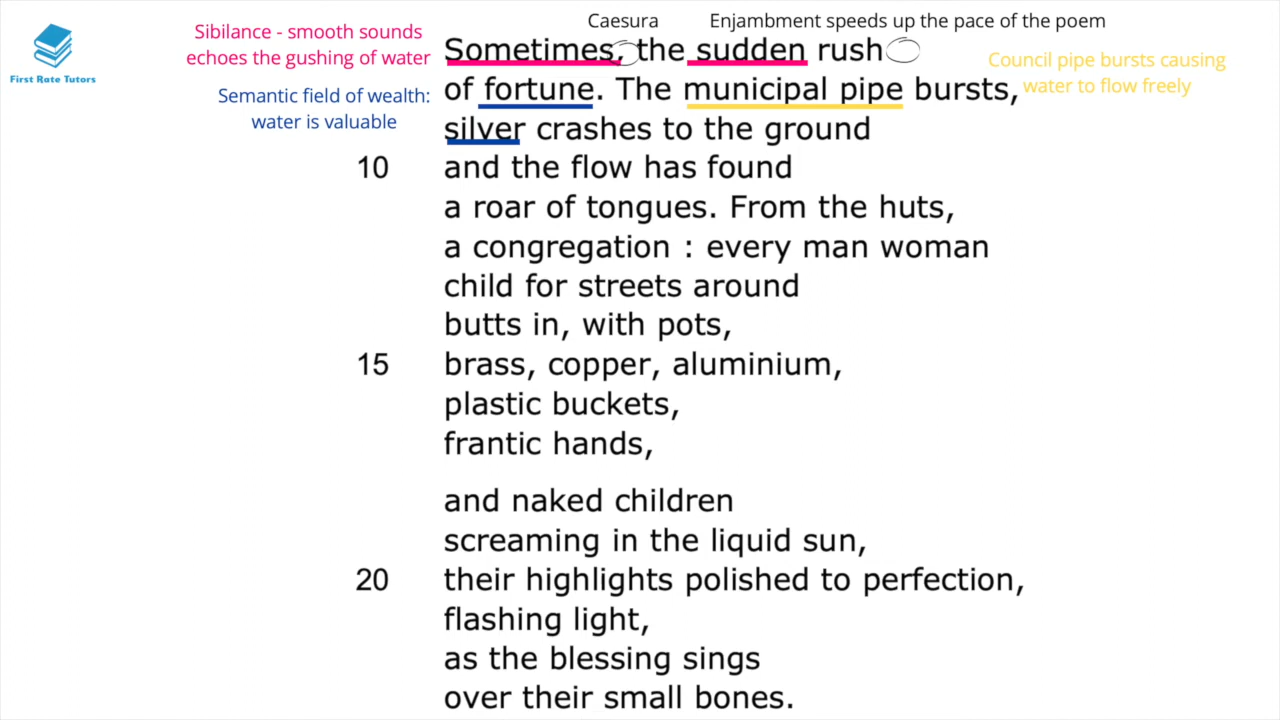 First Rate Tutors
Sibilance - smooth sounds
echoes the gushing of water
Caesura
Enjambment speeds up the pace of the poem
Semantic field of wealth:
water is valuable
Council pipe bursts causing
water to flow freely
Sometimes, the sudden rush
of fortune. The municipal pipe bursts,
silver crashes to the ground
10 and the flow has found
a roar of tongues. From the huts,
a congregation : every man woman
child for streets around
butts in, with pots,
15 brass, copper, aluminium,
plastic buckets,
frantic hands,
and naked children
screaming in the liquid sun,
20 their highlights polished to perfection,
flashing light,
as the blessing sings
over their small bones.